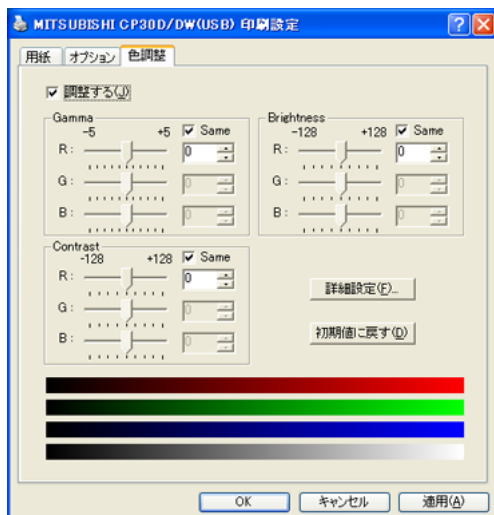 MITSUBISHI CP30D/DW(USB) 印刷設定
用紙 オプション 色調整
調整する(J)
Gamma
-5 +5 Same
R: 0
G: 0
B: 0
Brightness
-128 +128 Same
R: 0
G: 0
B: 0
Contrast
-128 +128 Same
R: 0
G: 0
B: 0
詳細設定(F)...
初期値に戻す(D)
OK キャンセル 適用(A)